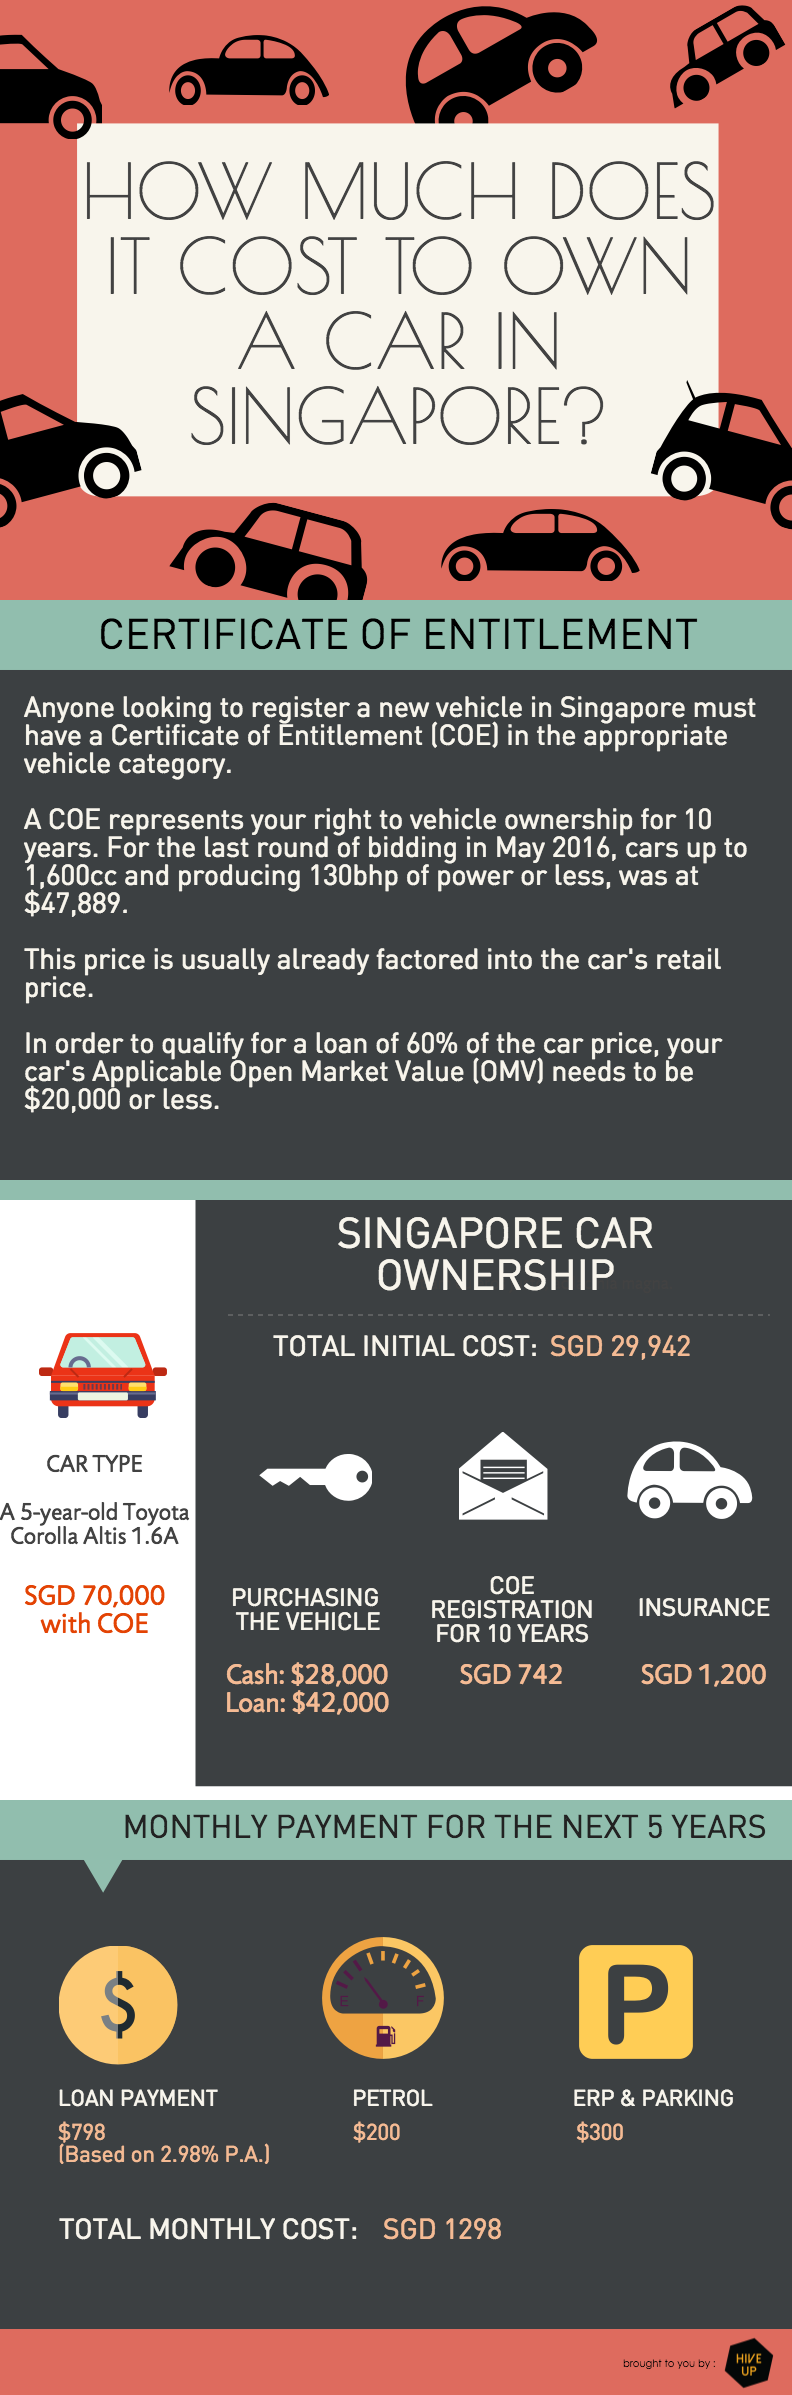 HOW MUCH DOES
IT COST TO OWN
A CAR IN
SINGAPORE?
CERTIFICATE OF ENTITLEMENT
Anyone looking to register a new vehicle in Singapore must
have a Certificate of Entitlement (COE) in the appropriate
vehicle category.
A COE represents your right to vehicle ownership for 10
years. For the last round of bidding in May 2016, cars up to
1,600cc and producing 130bhp of power or less, was at
$47,889.
This price is usually already factored into the car's retail
price.
In order to qualify for a loan of 60% of the car price, your
car's Applicable Open Market Value (OMV) needs to be
$20,000 or less.
CAR TYPE
A 5-year-old Toyota
Corolla Altis 1.6A
SGD 70,000
with COE
SINGAPORE CAR
OWNERSHIP
TOTAL INITIAL COST: SGD 29,942
PURCHASING
THE VEHICLE
Cash: $28,000
Loan: $42,000
COE
REGISTRATION
FOR 10 YEARS
SGD 742
INSURANCE
SGD 1,200
MONTHLY PAYMENT FOR THE NEXT 5 YEARS
$
E F
P
LOAN PAYMENT
$798
(Based on 2.98% P.A.)
PETROL
$200
ERP & PARKING
$300
TOTAL MONTHLY COST: SGD 1298
brought to you by :
HIVE
UP